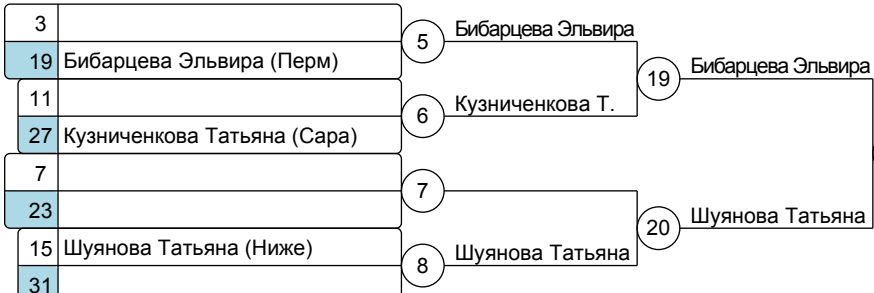 3
19 Бибарцева Эльвира (Перм)
11
27 Кузниченкова Татьяна (Сара)
7
23
15 Шуянова Татьяна (Ниже)
31
5 Бибарцева Эльвира
6 Кузниченкова Т.
7
8 Шуянова Татьяна
19 Бибарцева Эльвира
20 Шуянова Татьяна